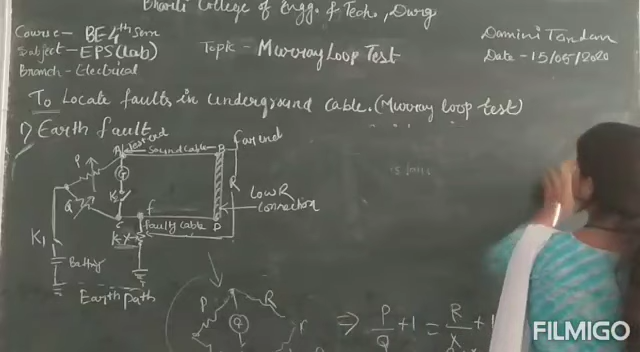 Bharti College of Engg. & Tech., Durg
Course - BE 4th Sem
Subject - EPS (Lab)
Branch - Electrical
Topic - Murray Loop Test
Damini Tandan
Date - 15/05/2020
To Locate faults in underground cable. (Murray loop test)
1) Earth fault
A test end
Sound cable
B
far end
P
G
K2
R
Q
Low R
Connection
C
f
Faulty cable
D
K1
X
Battery
Earth path
P
R
G
r
⇒ P/Q + 1 = R/X + 1
FILMIGO